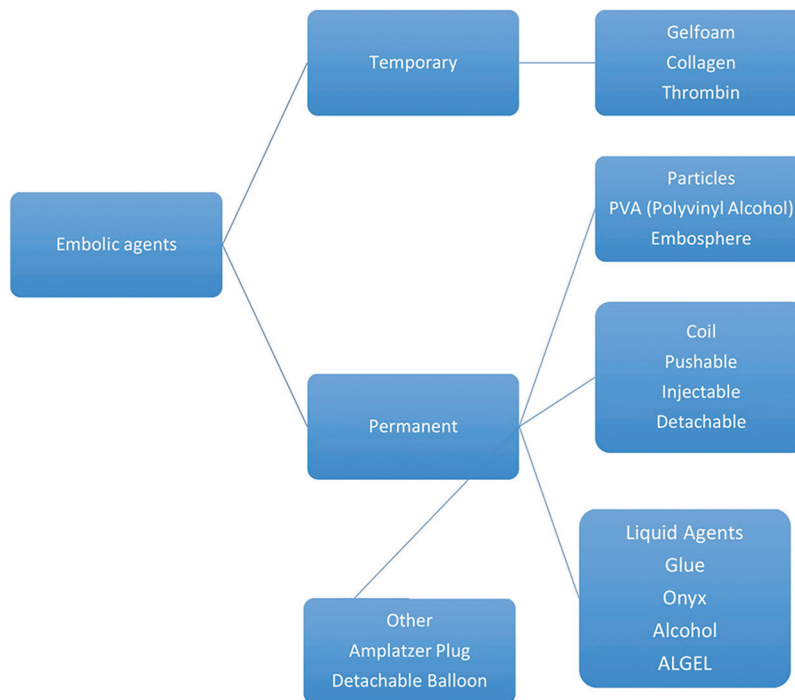 Embolic agents
Temporary
Gelfoam
Collagen
Thrombin
Permanent
Particles
PVA (Polyvinyl Alcohol)
Embosphere
Coil
Pushable
Injectable
Detachable
Liquid Agents
Glue
Onyx
Alcohol
ALGEL
Other
Amplatzer Plug
Detachable Balloon